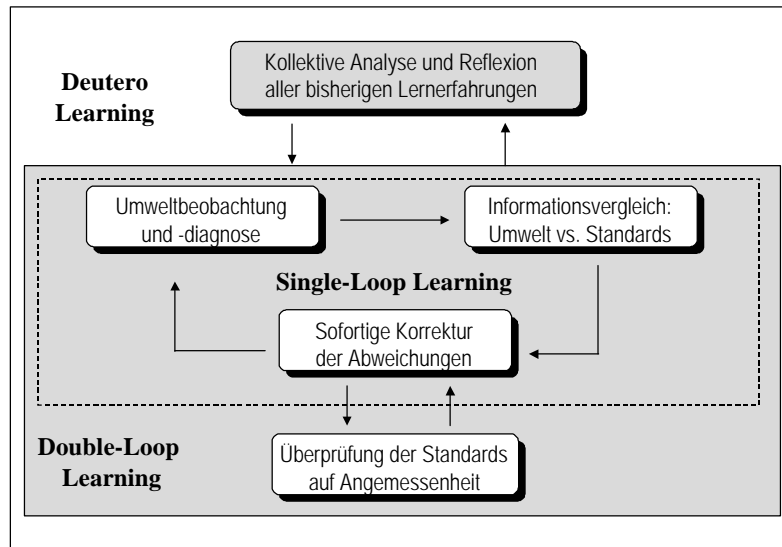 Deutero
Learning
Kollektive Analyse und Reflexion
aller bisherigen Lernerfahrungen
Umweltbeobachtung
und -diagnose
Informationsvergleich:
Umwelt vs. Standards
Single-Loop Learning
Sofortige Korrektur
der Abweichungen
Double-Loop
Learning
Überprüfung der Standards
auf Angemessenheit